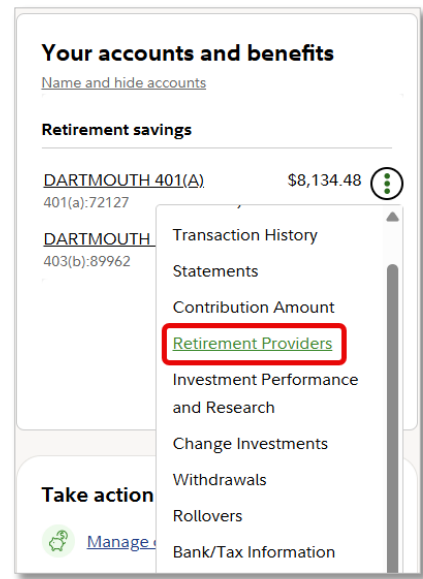 Your accounts and benefits
Name and hide accounts
Retirement savings
DARTMOUTH 401(A) $8,134.48
401(a):72127
DARTMOUTH
403(b):89962
Transaction History
Statements
Contribution Amount
Retirement Providers
Investment Performance
and Research
Change Investments
Withdrawals
Rollovers
Bank/Tax Information
Take action
Manage